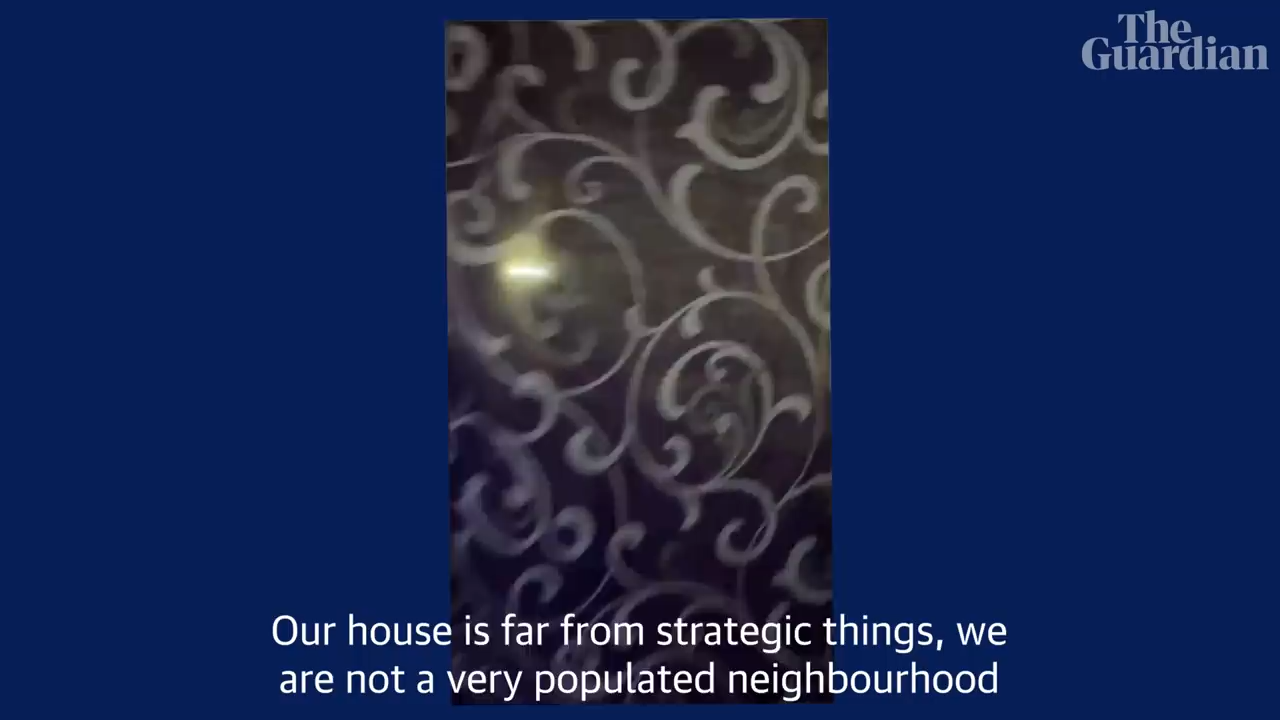 The
Guardian
Our house is far from strategic things, we
are not a very populated neighbourhood